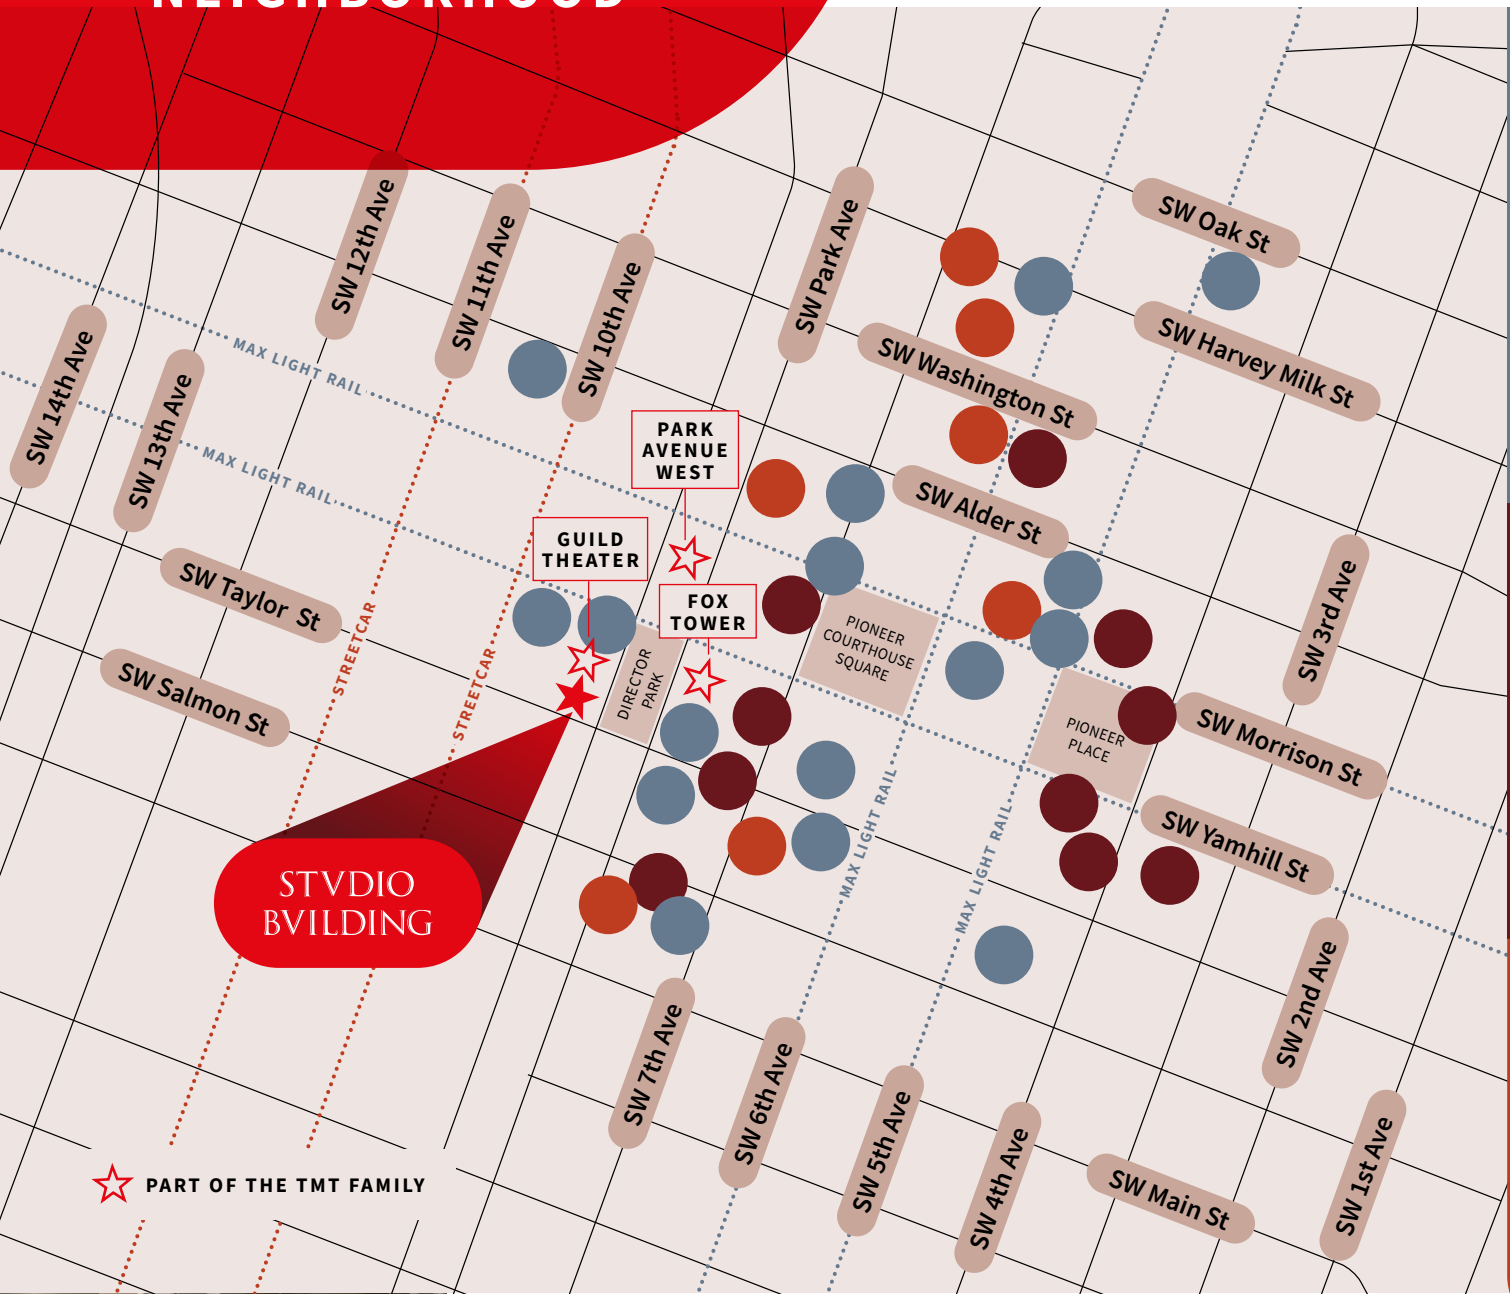 NEIGHBORHOOD
SW 12th Ave
SW 11th Ave
SW 10th Ave
SW Park Ave
SW Oak St
SW Harvey Milk St
SW Washington St
SW 14th Ave
SW 13th Ave
MAX LIGHT RAIL
MAX LIGHT RAIL
PARK
AVENUE
WEST
SW Alder St
GUILD
THEATER
FOX
TOWER
SW Taylor St
SW Salmon St
STREETCAR
STREETCAR
DIRECTOR
PARK
PIONEER
COURTHOUSE
SQUARE
SW 3rd Ave
PIONEER
PLACE
SW Morrison St
SW Yamhill St
MAX LIGHT RAIL
MAX LIGHT RAIL
STVDIO
BVILDING
SW 2nd Ave
SW 7th Ave
SW 6th Ave
SW 5th Ave
SW 4th Ave
SW Main St
SW 1st Ave
PART OF THE TMT FAMILY